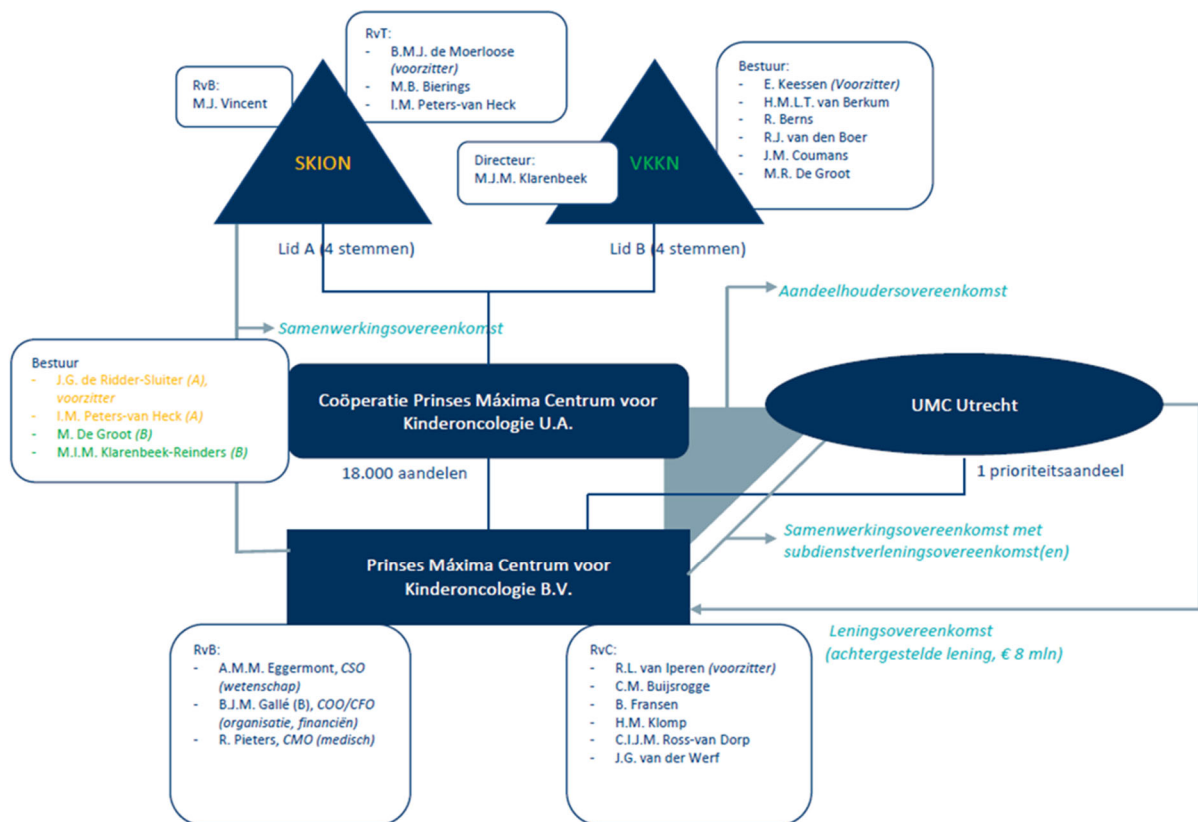 RvT:
- B.M.J. de Moerloose
(voorzitter)
- M.B. Bierings
- I.M. Peters-van Heck
RvB:
M.J. Vincent
SKION
Bestuur:
- E. Keessen (Voorzitter)
- H.M.L.T. van Berkum
- R. Berns
- R.J. van den Boer
- J.M. Coumans
- M.R. De Groot
Directeur:
M.J.M. Klarenbeek
VKKN
Lid A (4 stemmen)
Lid B (4 stemmen)
Aandeelhoudersovereenkomst
Samenwerkingsovereenkomst
Bestuur
- J.G. de Ridder-Sluiter (A),
voorzitter
- I.M. Peters-van Heck (A)
- M. De Groot (B)
- M.I.M. Klarenbeek-Reinders (B)
Coöperatie Prinses Máxima Centrum voor
Kinderoncologie U.A.
UMC Utrecht
18.000 aandelen
1 prioriteitsaandeel
Samenwerkingsovereenkomst met
subdienstverleningsovereenkomst(en)
Prinses Máxima Centrum voor
Kinderoncologie B.V.
Leningsovereenkomst
(achtergestelde lening, € 8 mln)
RvB:
- A.M.M. Eggermont, CSO
(wetenschap)
- B.J.M. Gallé (B), COO/CFO
(organisatie, financiën)
- R. Pieters, CMO (medisch)
RvC:
- R.L. van Iperen (voorzitter)
- C.M. Buijsrogge
- B. Fransen
- H.M. Klomp
- C.I.J.M. Ross-van Dorp
- J.G. van der Werf